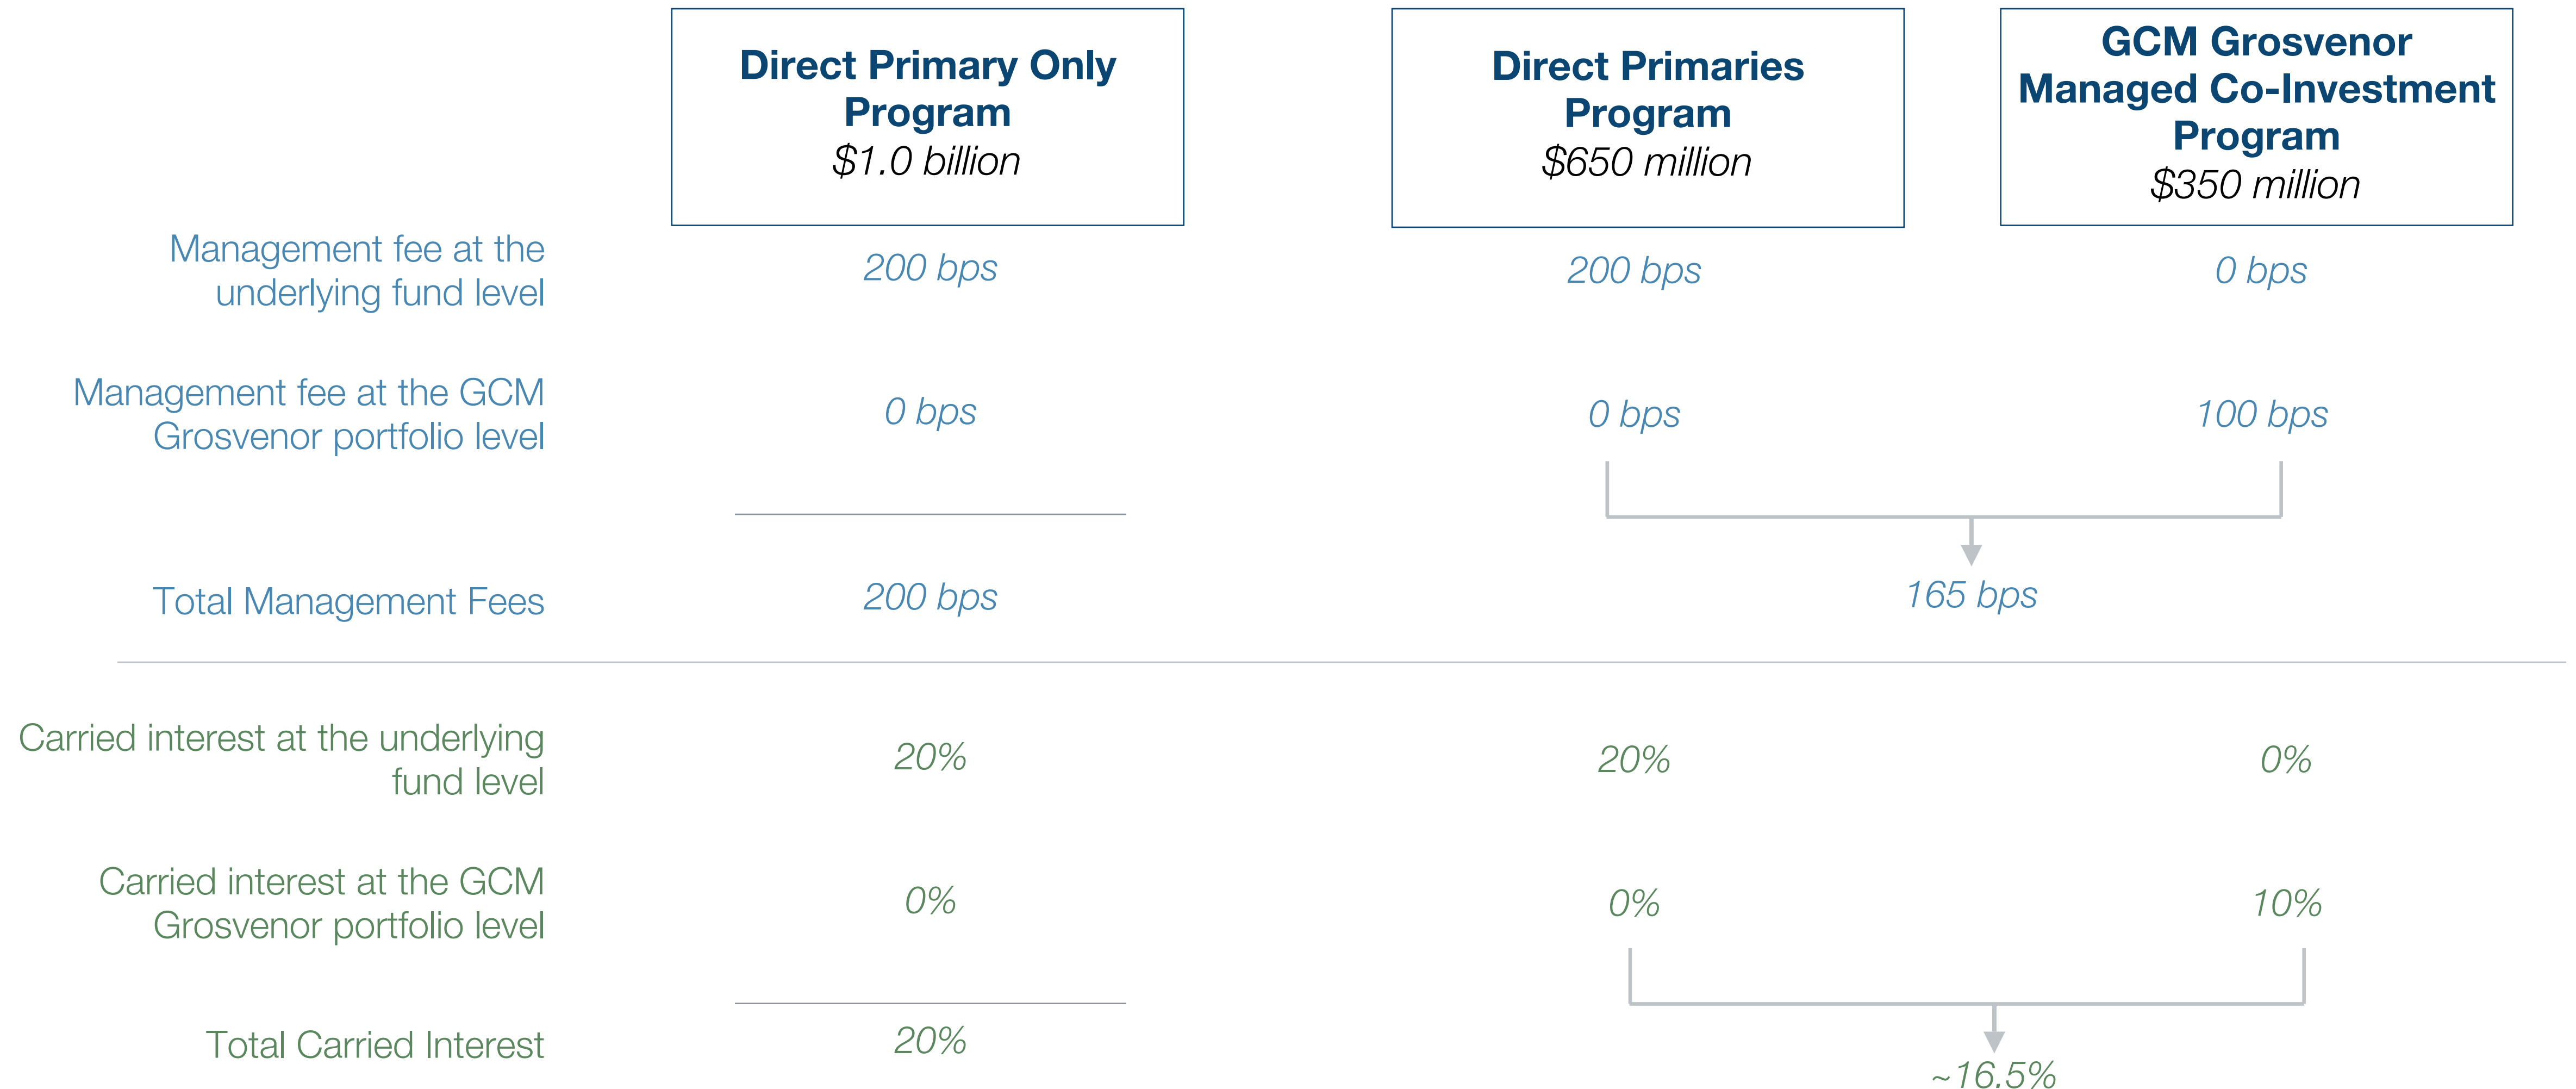 Direct Primary Only
Program
$1.0 billion
Direct Primaries
Program
$650 million
GCM Grosvenor
Managed Co-Investment
Program
$350 million
Management fee at the
underlying fund level
200 bps
200 bps
0 bps
Management fee at the GCM
Grosvenor portfolio level
0 bps
0 bps
100 bps
Total Management Fees
200 bps
165 bps
Carried interest at the underlying
fund level
20%
20%
0%
Carried interest at the GCM
Grosvenor portfolio level
0%
0%
10%
Total Carried Interest
20%
~16.5%